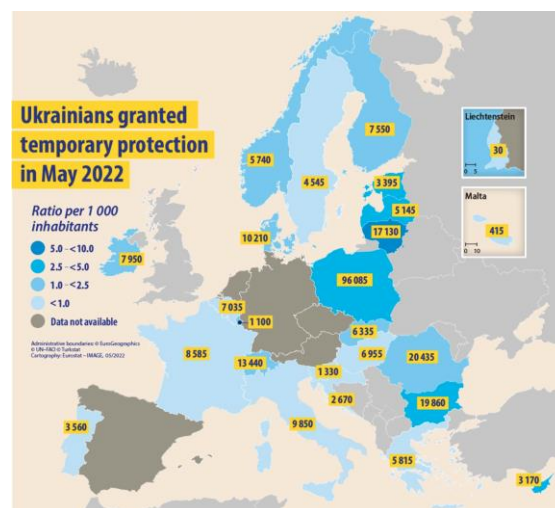 Ukrainians granted
temporary protection
in May 2022
Ratio per 1 000
inhabitants
5.0 - <10.0
2.5 - <5.0
1.0 - <2.5
<1.0
Data not available
Administrative boundaries: © EuroGeographics
© UN-FAO © Turkstat
Cartography: Eurostat - IMAGE, 05/2022
Liechtenstein
30
0 5
Malta
415
0 10
7 550
5 740
4 545
3 395
5 145
17 130
10 210
7 950
96 085
7 035
1 100
6 335
8 585
6 955
20 435
13 440
1 330
2 670
19 860
3 560
9 850
5 815
3 170